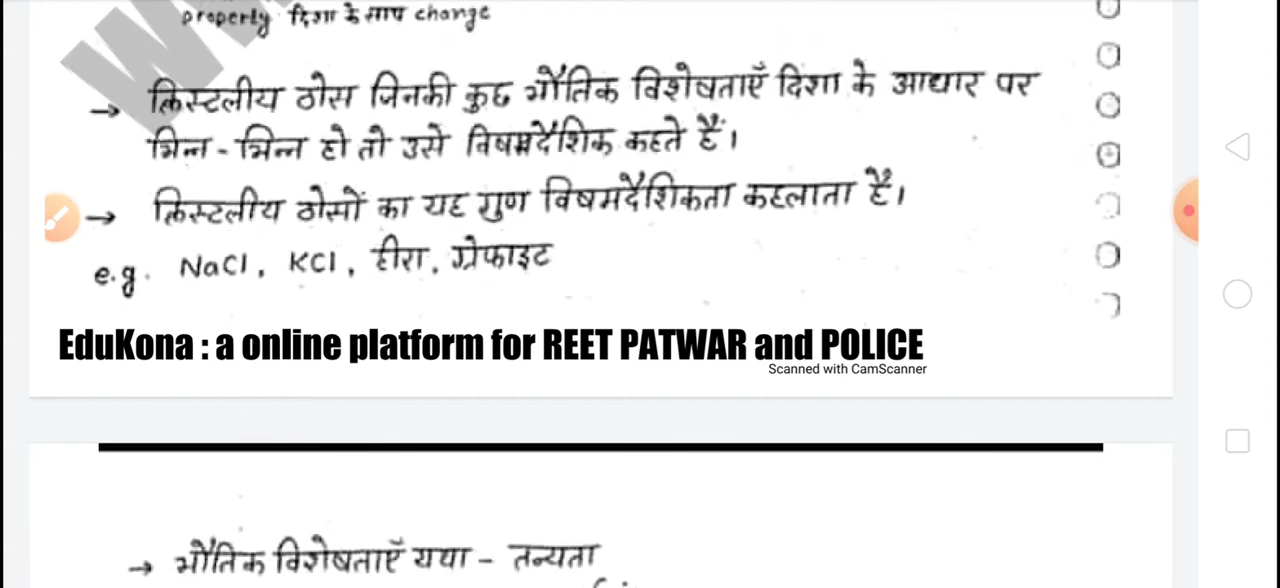 property दिशा के साथ change
→ क्रिस्टलीय ठोस जिनकी कुछ भौतिक विशेषताएँ दिशा के आधार पर
भिन्न - भिन्न हो तो उसे विषमदैशिक कहते हैं।
→ क्रिस्टलीय ठोसों का यह गुण विषमदैशिकता कहलाता है।
e.g. NaCl, KCl, हीरा, ग्रेफाइट
EduKona : a online platform for REET PATWAR and POLICE
Scanned with CamScanner
→ भौतिक विशेषताएँ यथा - तन्यता